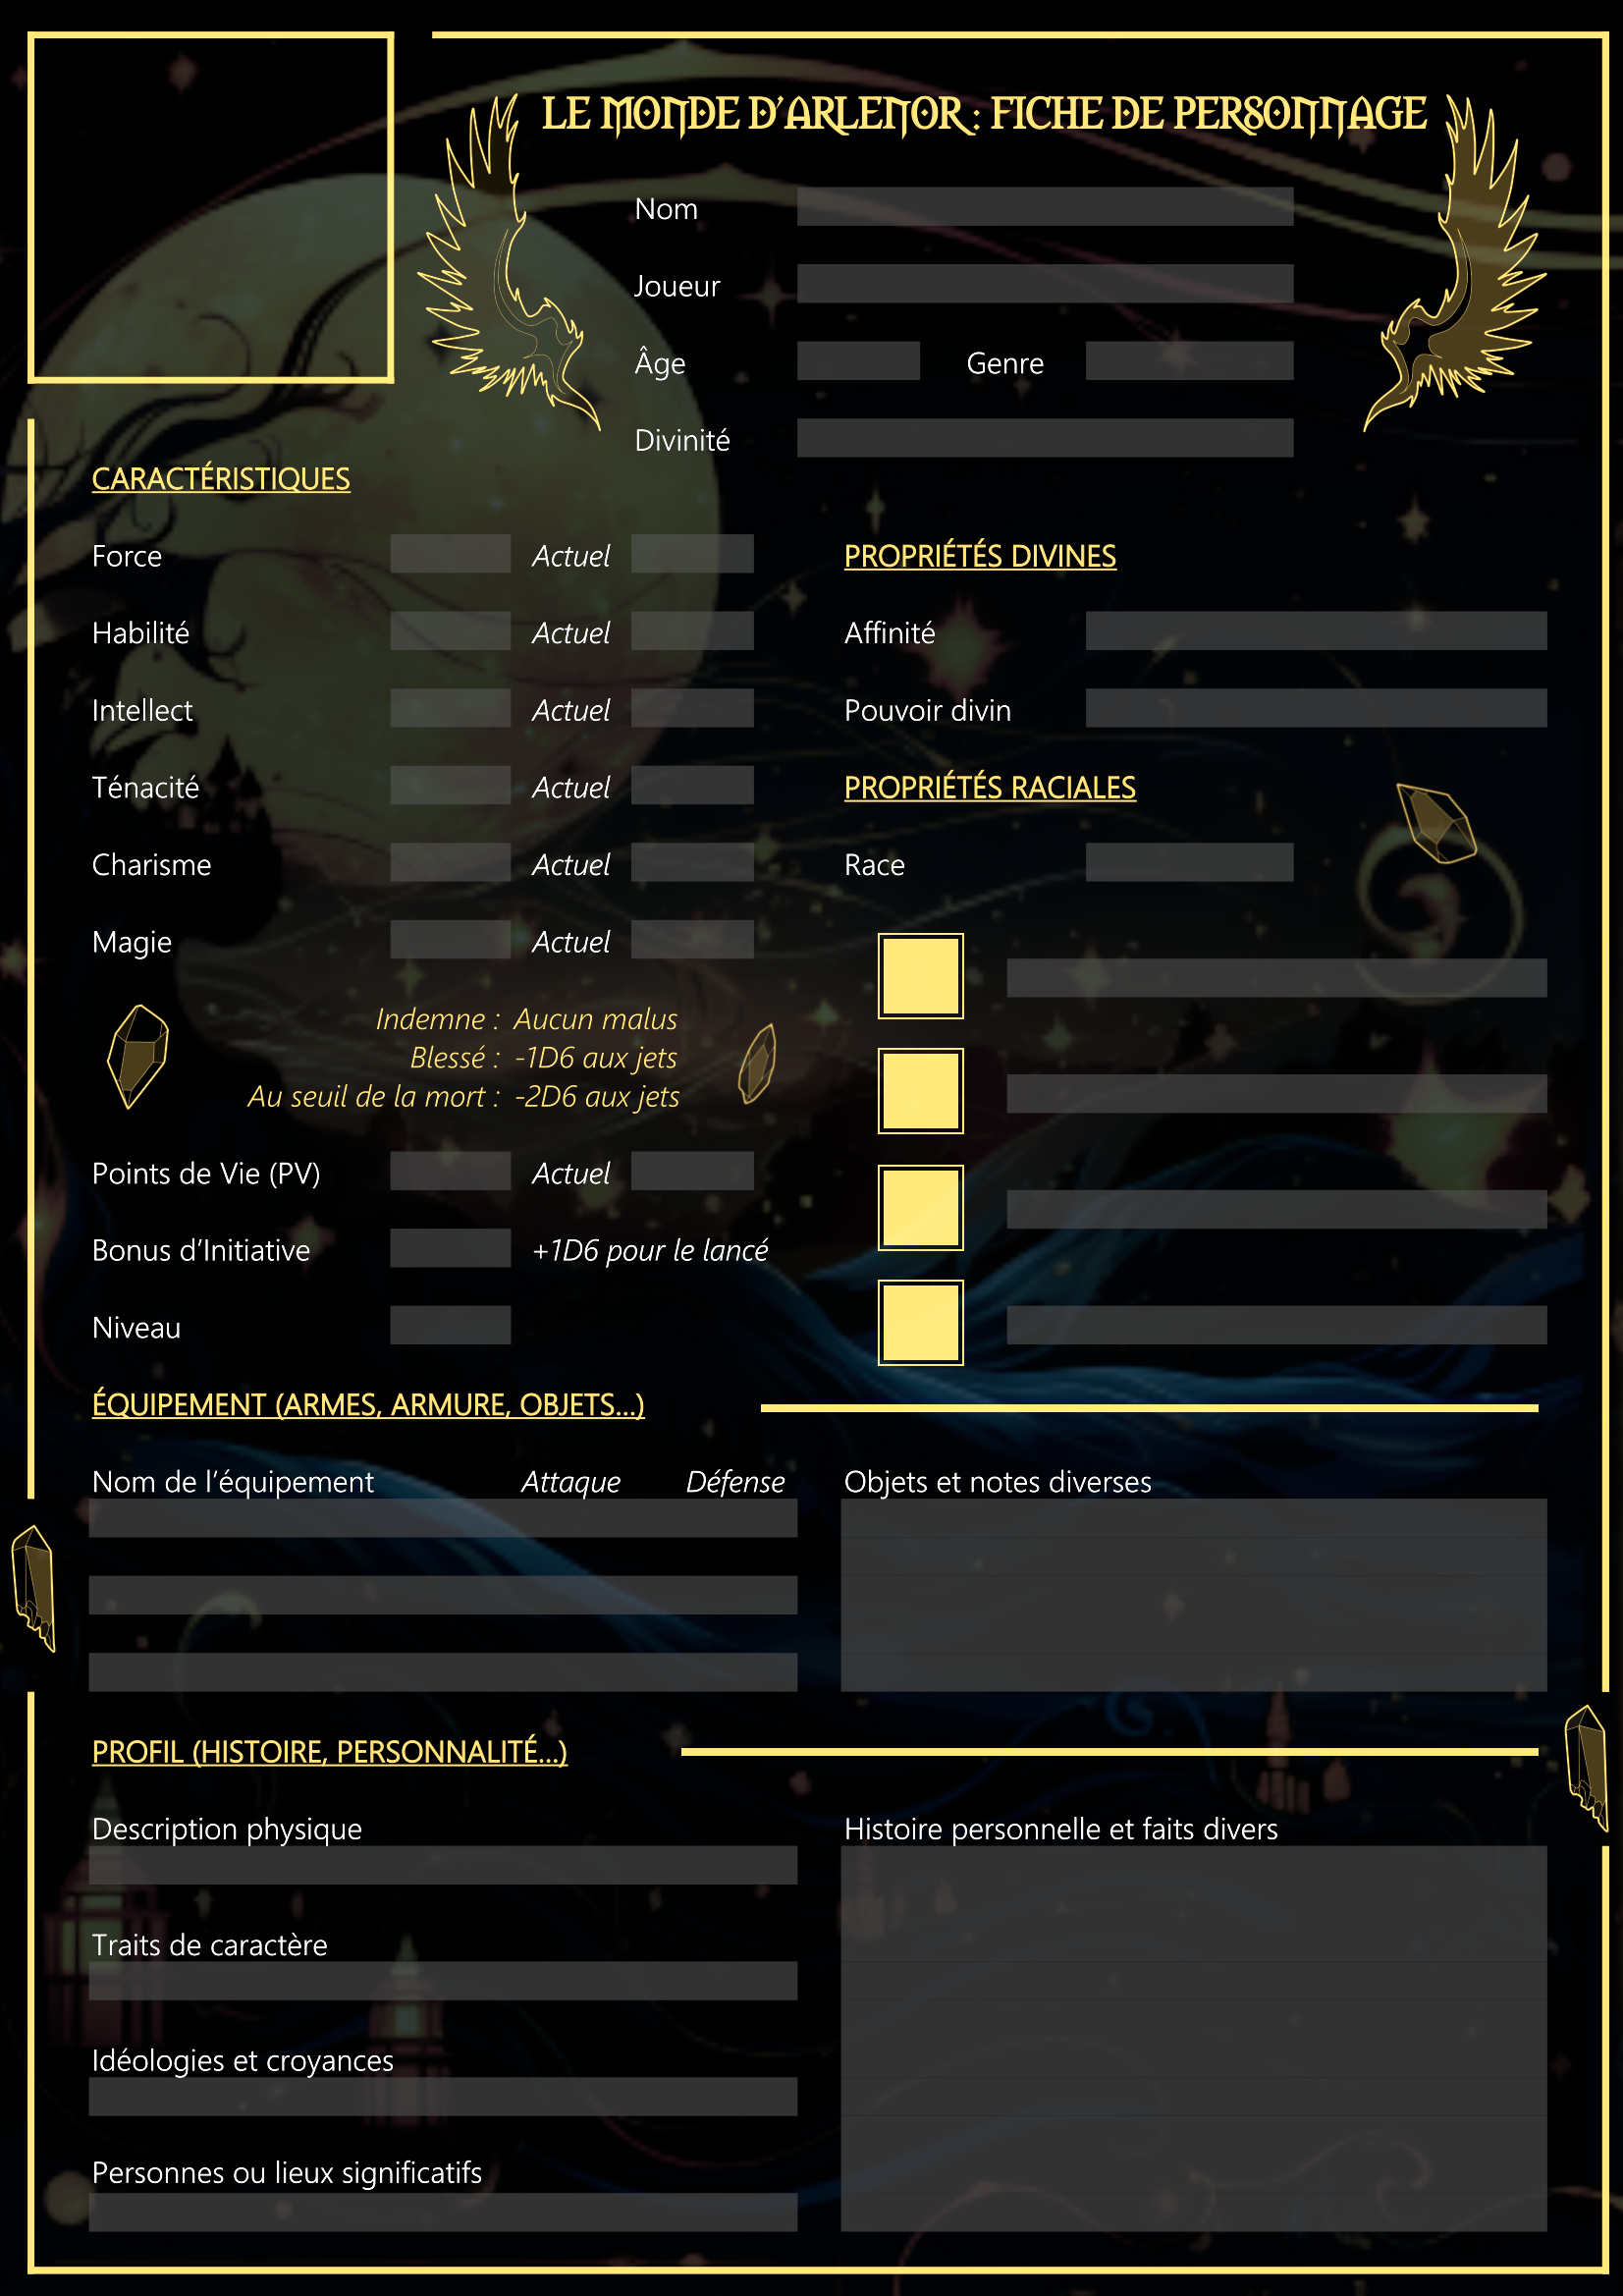 LE MONDE D'ARLENOR : FICHE DE PERSONNAGE
Nom
Joueur
Âge Genre
Divinité
CARACTÉRISTIQUES
Force Actuel
Habilité Actuel
Intellect Actuel
Ténacité Actuel
Charisme Actuel
Magie Actuel
Indemne : Aucun malus
Blessé : -1D6 aux jets
Au seuil de la mort : -2D6 aux jets
Points de Vie (PV) Actuel
Bonus d’Initiative +1D6 pour le lancé
Niveau
PROPRIÉTÉS DIVINES
Affinité
Pouvoir divin
PROPRIÉTÉS RACIALES
Race
ÉQUIPEMENT (ARMES, ARMURE, OBJETS…)
Nom de l’équipement Attaque Défense
Objets et notes diverses
PROFIL (HISTOIRE, PERSONNALITÉ…)
Description physique
Traits de caractère
Idéologies et croyances
Personnes ou lieux significatifs
Histoire personnelle et faits divers